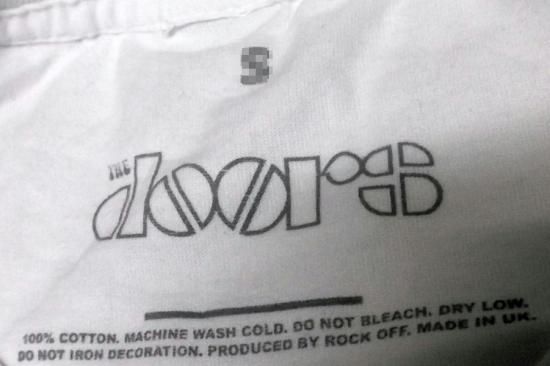 S
THE
doors
100% COTTON. MACHINE WASH COLD. DO NOT BLEACH. DRY LOW.
DO NOT IRON DECORATION. PRODUCED BY ROCK OFF. MADE IN UK.